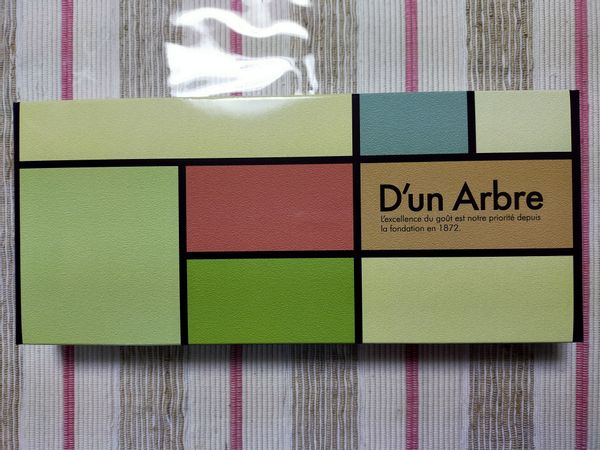 D'un Arbre
L'excellence du goût est notre priorité depuis
la fondation en 1872.